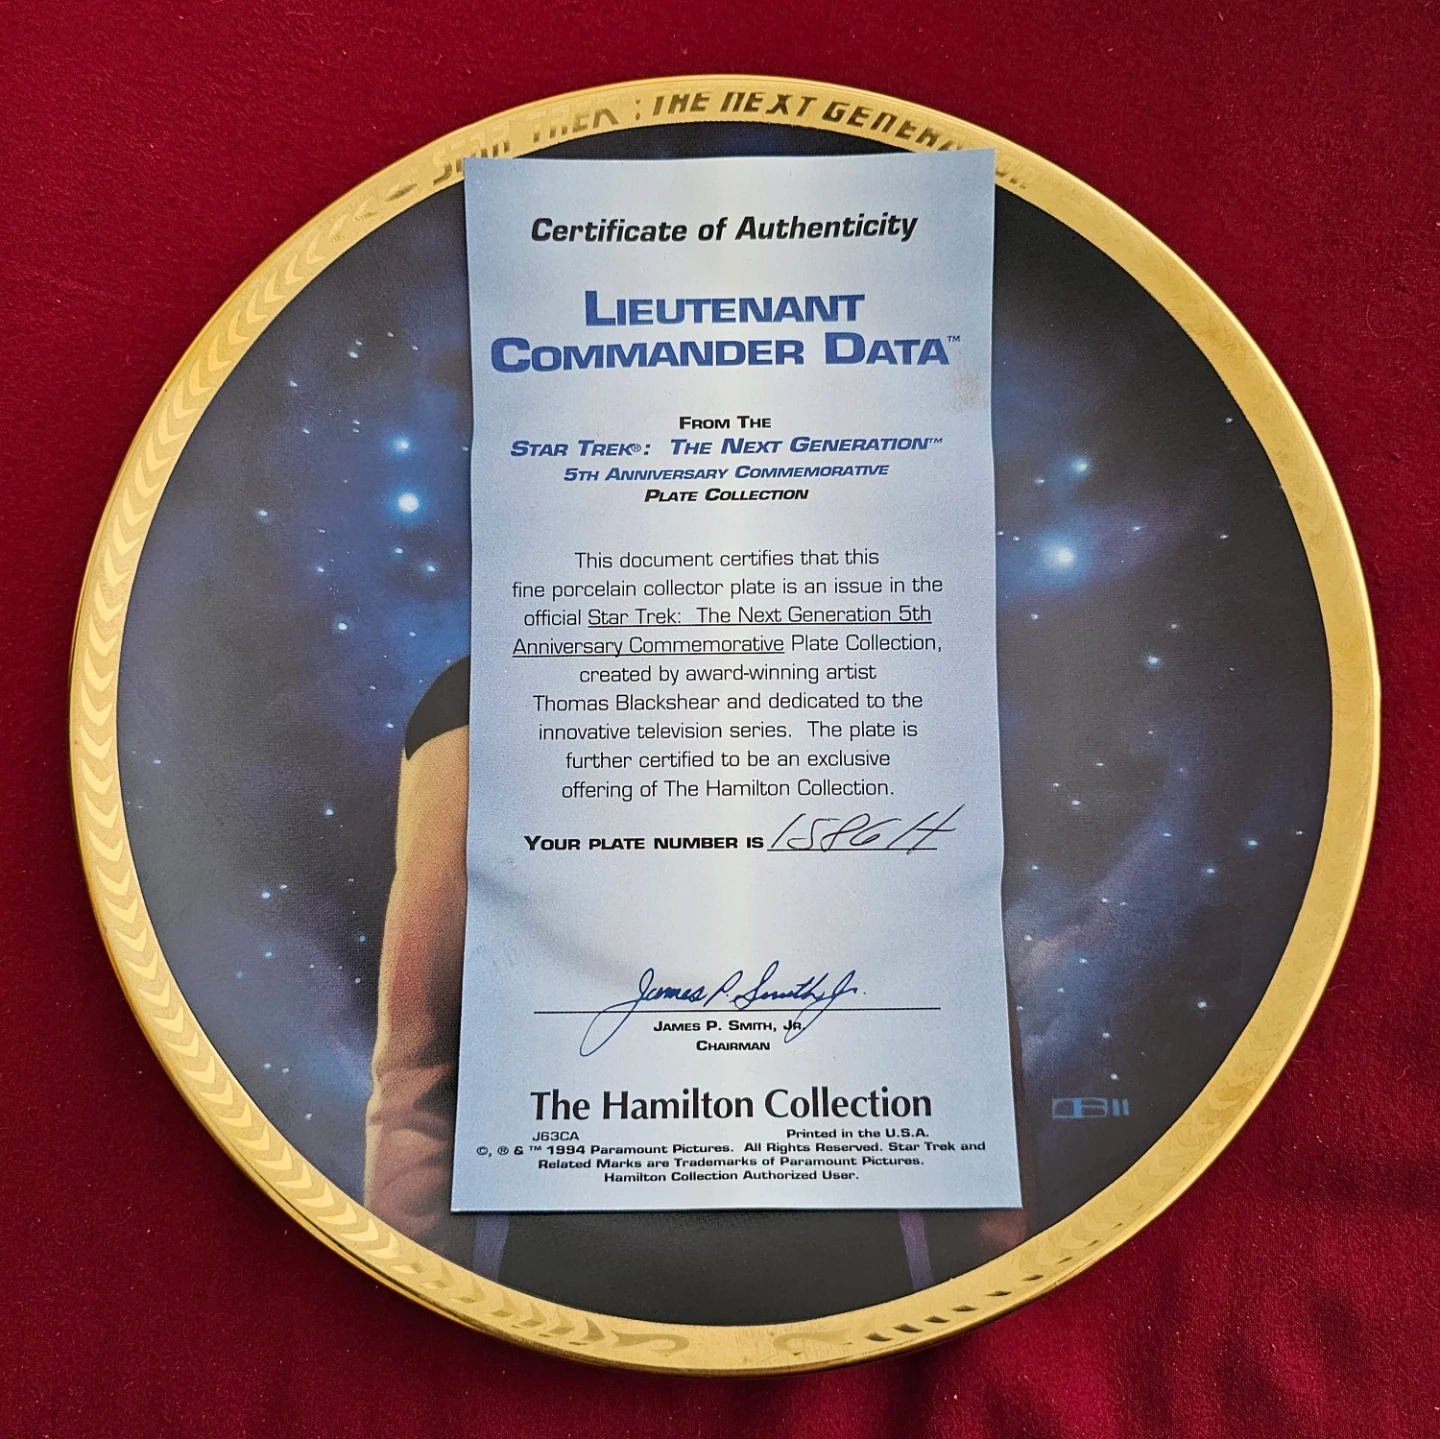 STAR TREK : THE NEXT GENERATION
Certificate of Authenticity
LIEUTENANT
COMMANDER DATA™
FROM THE
STAR TREK®: THE NEXT GENERATION™
5TH ANNIVERSARY COMMEMORATIVE
PLATE COLLECTION
This document certifies that this
fine porcelain collector plate is an issue in the
official Star Trek: The Next Generation 5th
Anniversary Commemorative Plate Collection,
created by award-winning artist
Thomas Blackshear and dedicated to the
innovative television series. The plate is
further certified to be an exclusive
offering of The Hamilton Collection.
YOUR PLATE NUMBER IS 1586H
James P. Smith, Jr.
JAMES P. SMITH, JR.
CHAIRMAN
The Hamilton Collection
J63CA Printed in the U.S.A.
©, ® & ™ 1994 Paramount Pictures. All Rights Reserved. Star Trek and
Related Marks are Trademarks of Paramount Pictures.
Hamilton Collection Authorized User.